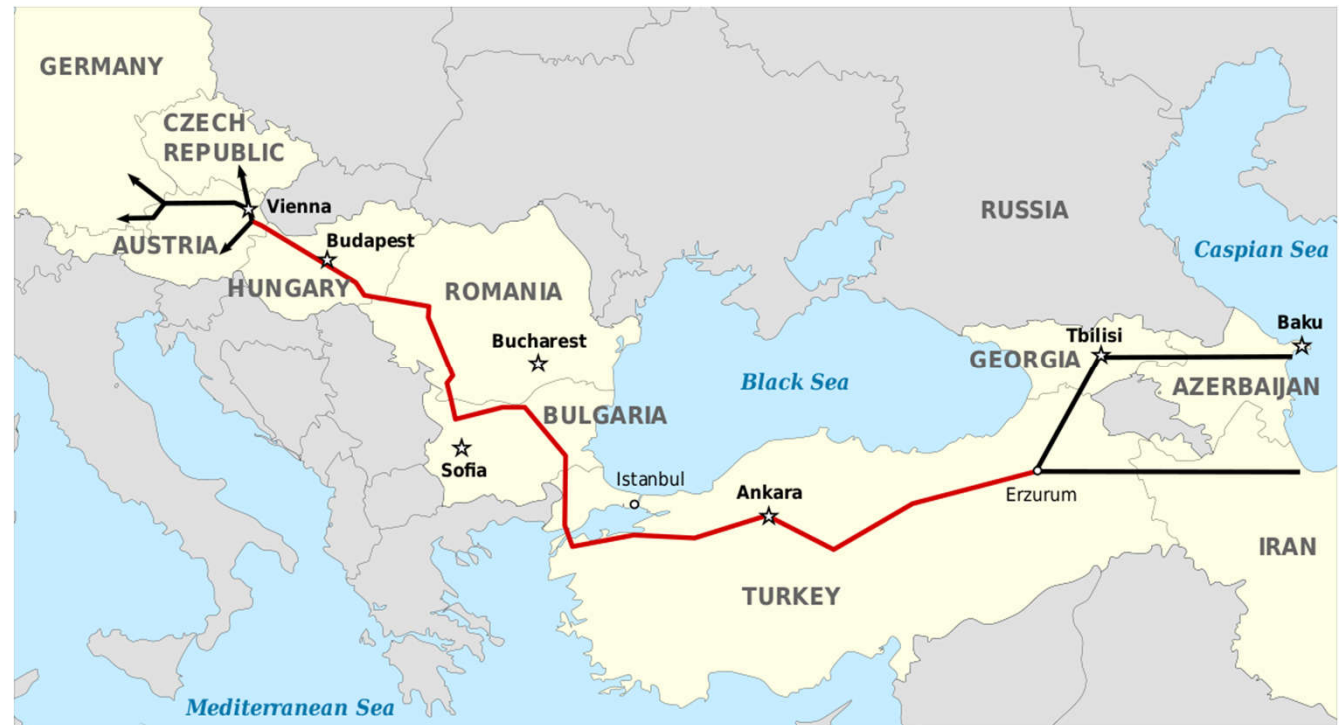 GERMANY
CZECH
REPUBLIC
Vienna
AUSTRIA
Budapest
HUNGARY
ROMANIA
Bucharest
BULGARIA
Sofia
Istanbul
Ankara
TURKEY
Black Sea
RUSSIA
Caspian Sea
Tbilisi
GEORGIA
Baku
AZERBAIJAN
Erzurum
IRAN
Mediterranean Sea